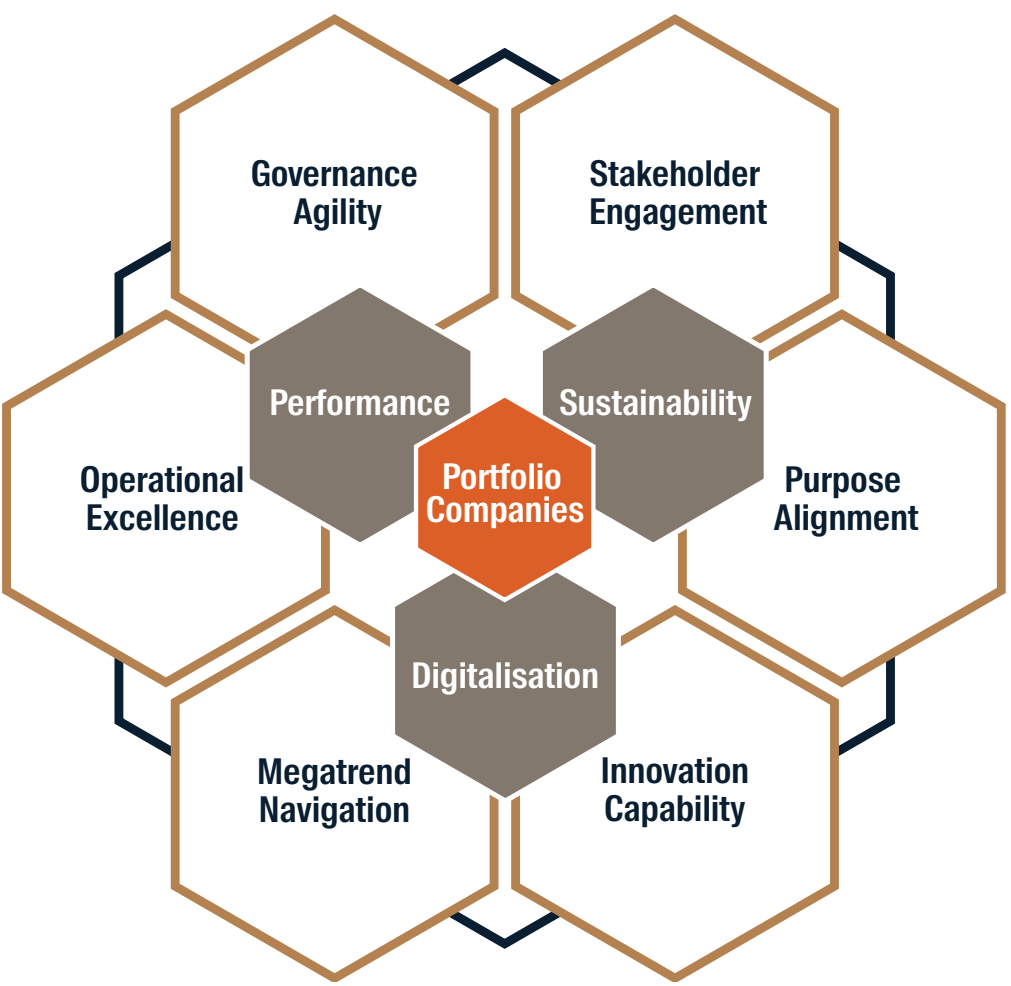 Governance
Agility
Stakeholder
Engagement
Performance
Sustainability
Operational
Excellence
Portfolio
Companies
Purpose
Alignment
Digitalisation
Megatrend
Navigation
Innovation
Capability